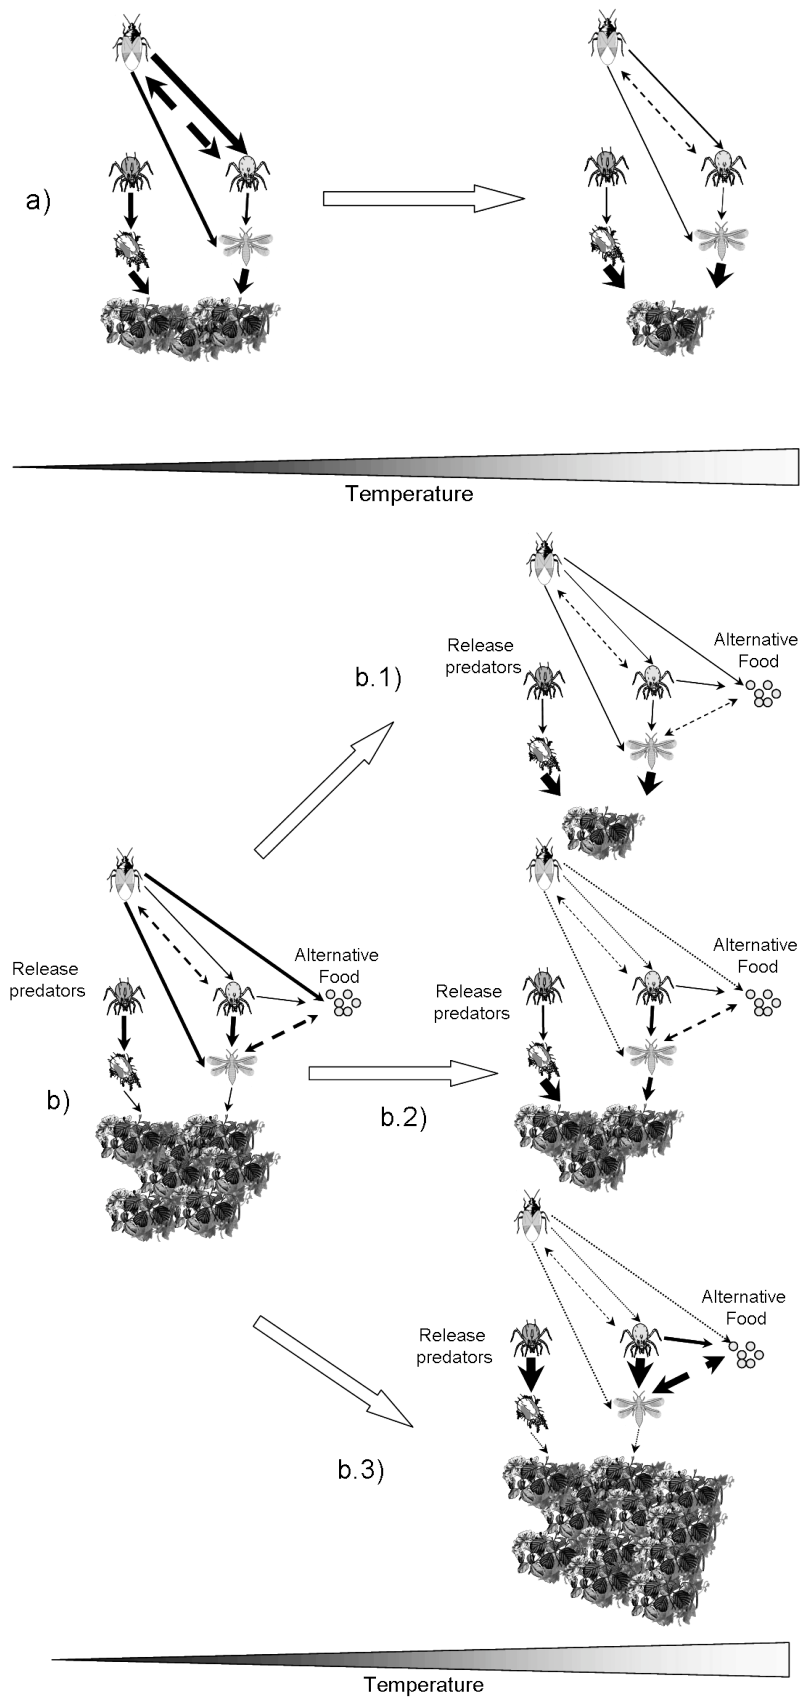 a)
Temperature
Release
predators
Alternative
Food
b.1)
Release
predators
Alternative
Food
Release
predators
Alternative
Food
b)
b.2)
Release
predators
Alternative
Food
b.3)
Temperature